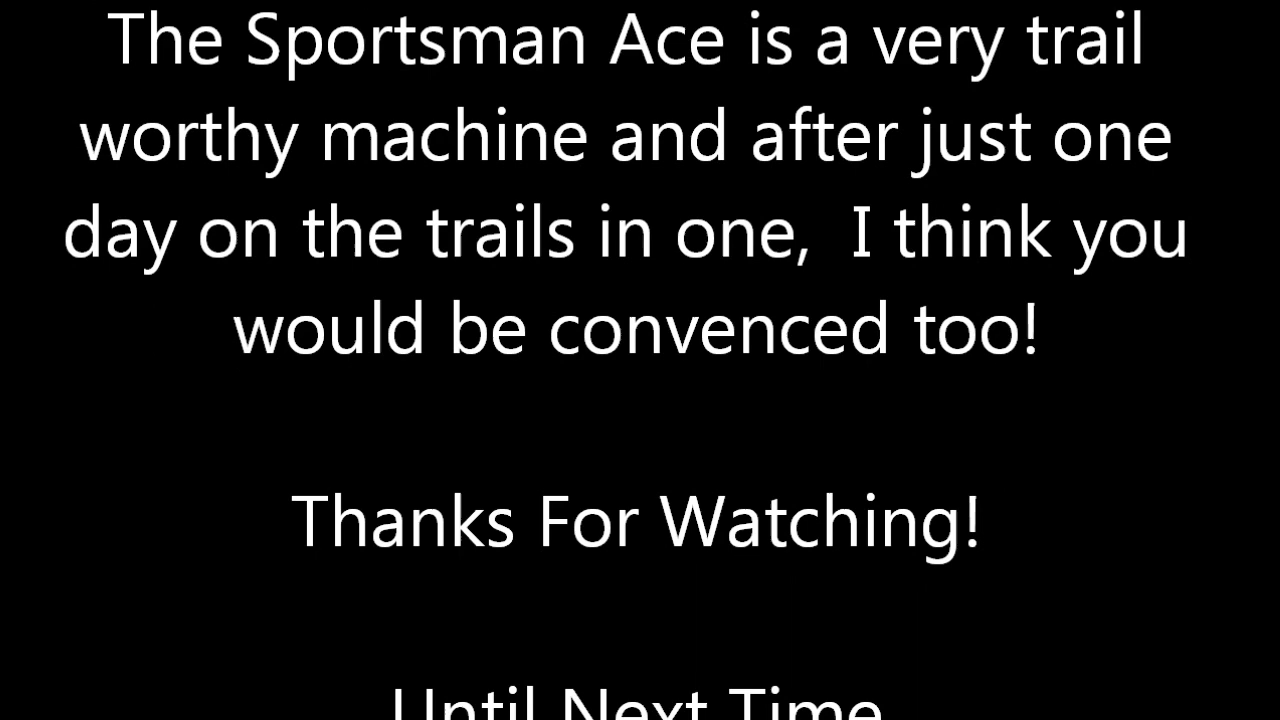 The Sportsman Ace is a very trail
worthy machine and after just one
day on the trails in one,  I think you
would be convenced too!
Thanks For Watching!
Until Next Time